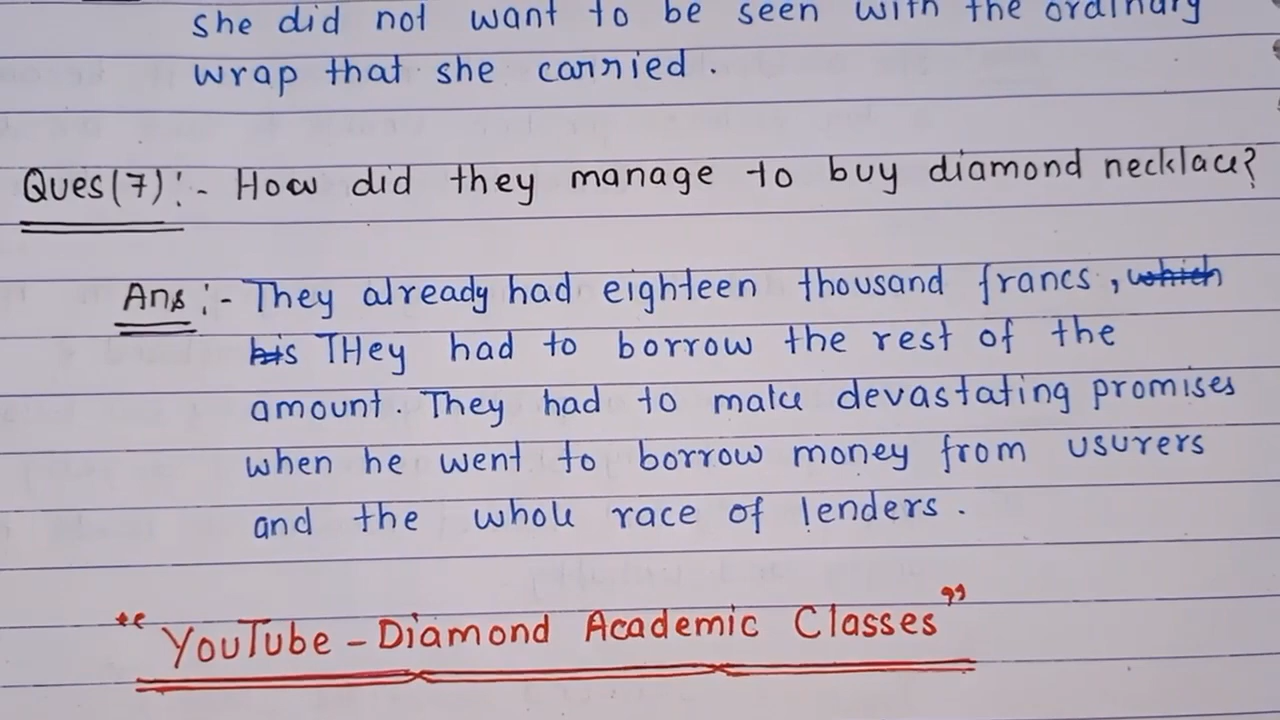 she did not want to be seen with the ordinary
wrap that she carried.
Ques(7):- How did they manage to buy diamond necklace?
Ans:- They already had eighteen thousand francs, which
his THey had to borrow the rest of the
amount. They had to make devastating promises
when he went to borrow money from usurers
and the whole race of lenders.
"YouTube - Diamond Academic Classes"